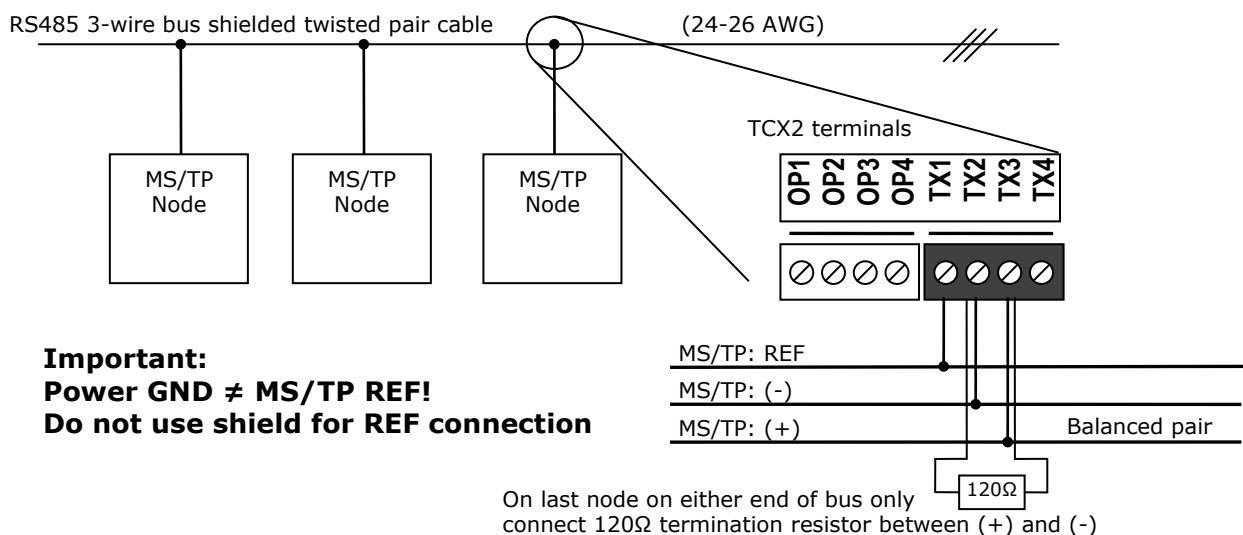 RS485 3-wire bus shielded twisted pair cable (24-26 AWG)
TCX2 terminals
OP1 OP2 OP3 OP4 TX1 TX2 TX3 TX4
MS/TP
Node
MS/TP
Node
MS/TP
Node
Important:
Power GND ≠ MS/TP REF!
Do not use shield for REF connection
MS/TP: REF
MS/TP: (-)
MS/TP: (+) Balanced pair
120Ω
On last node on either end of bus only
connect 120Ω termination resistor between (+) and (-)